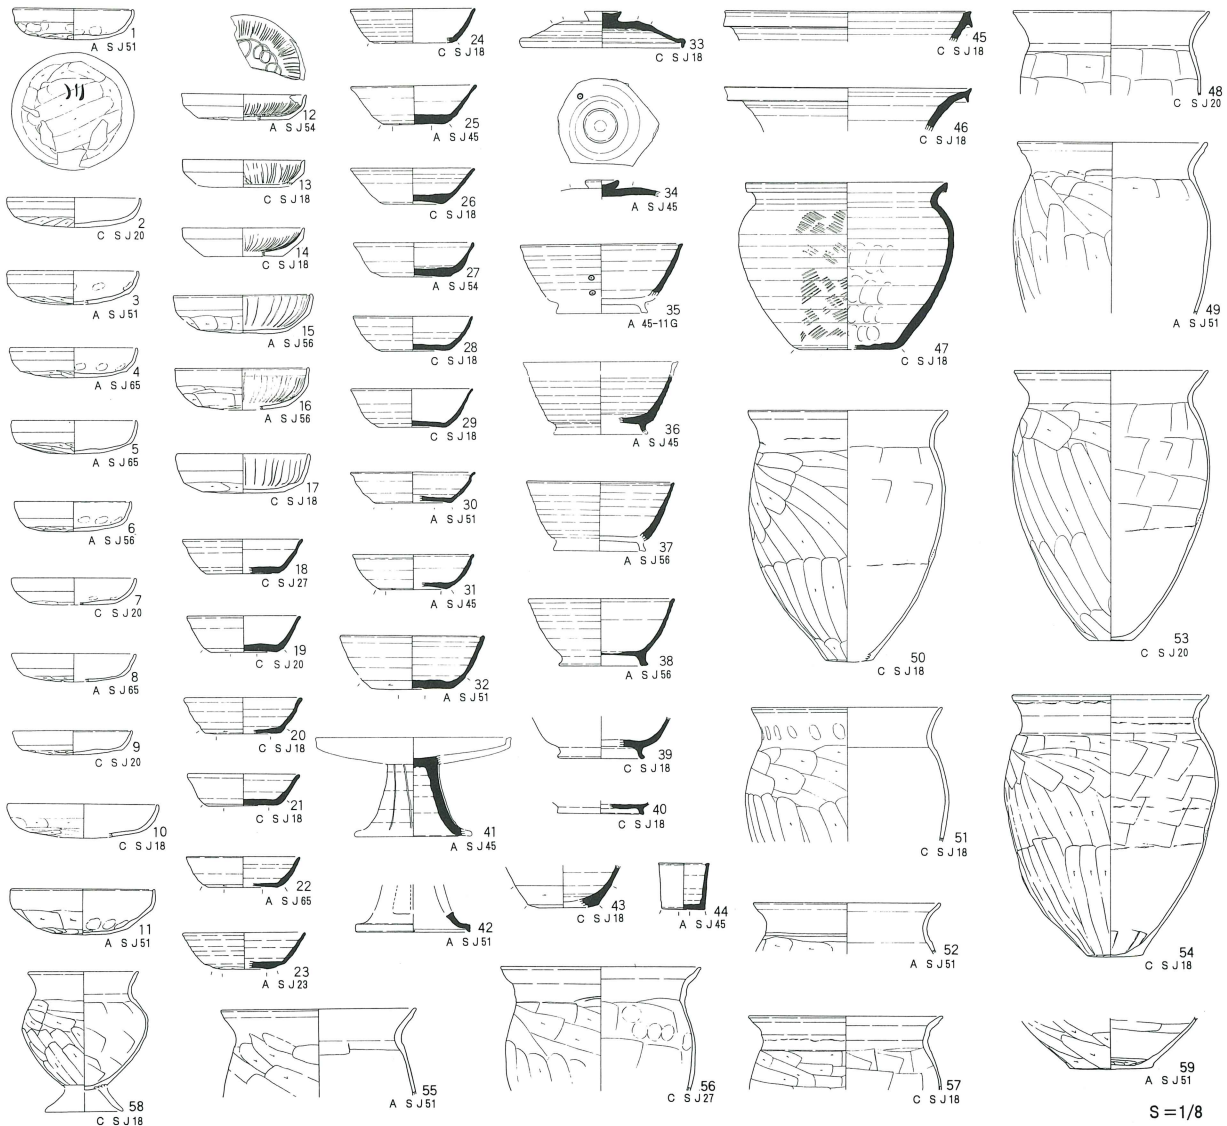 1
A SJ51
2
C SJ20
3
A SJ51
4
A SJ65
5
A SJ65
6
A SJ56
7
C SJ20
8
A SJ65
9
C SJ20
10
C SJ18
11
A SJ51
58
C SJ18
12
A SJ54
13
C SJ18
14
C SJ18
15
A SJ56
16
A SJ56
17
C SJ18
18
C SJ27
19
C SJ20
20
C SJ18
21
C SJ18
22
A SJ65
23
A SJ23
55
A SJ51
24
C SJ18
25
A SJ45
26
C SJ18
27
A SJ54
28
C SJ18
29
C SJ18
30
A SJ51
31
A SJ45
32
A SJ51
41
A SJ45
42
A SJ51
33
C SJ18
34
A SJ45
35
A 45-11G
36
A SJ45
37
A SJ56
38
A SJ56
39
C SJ18
40
C SJ18
43
C SJ18
44
A SJ45
56
C SJ27
45
C SJ18
46
C SJ18
47
C SJ18
50
C SJ18
51
C SJ18
52
A SJ51
57
C SJ18
48
C SJ20
49
A SJ51
53
C SJ20
54
C SJ18
59
A SJ51
S=1/8